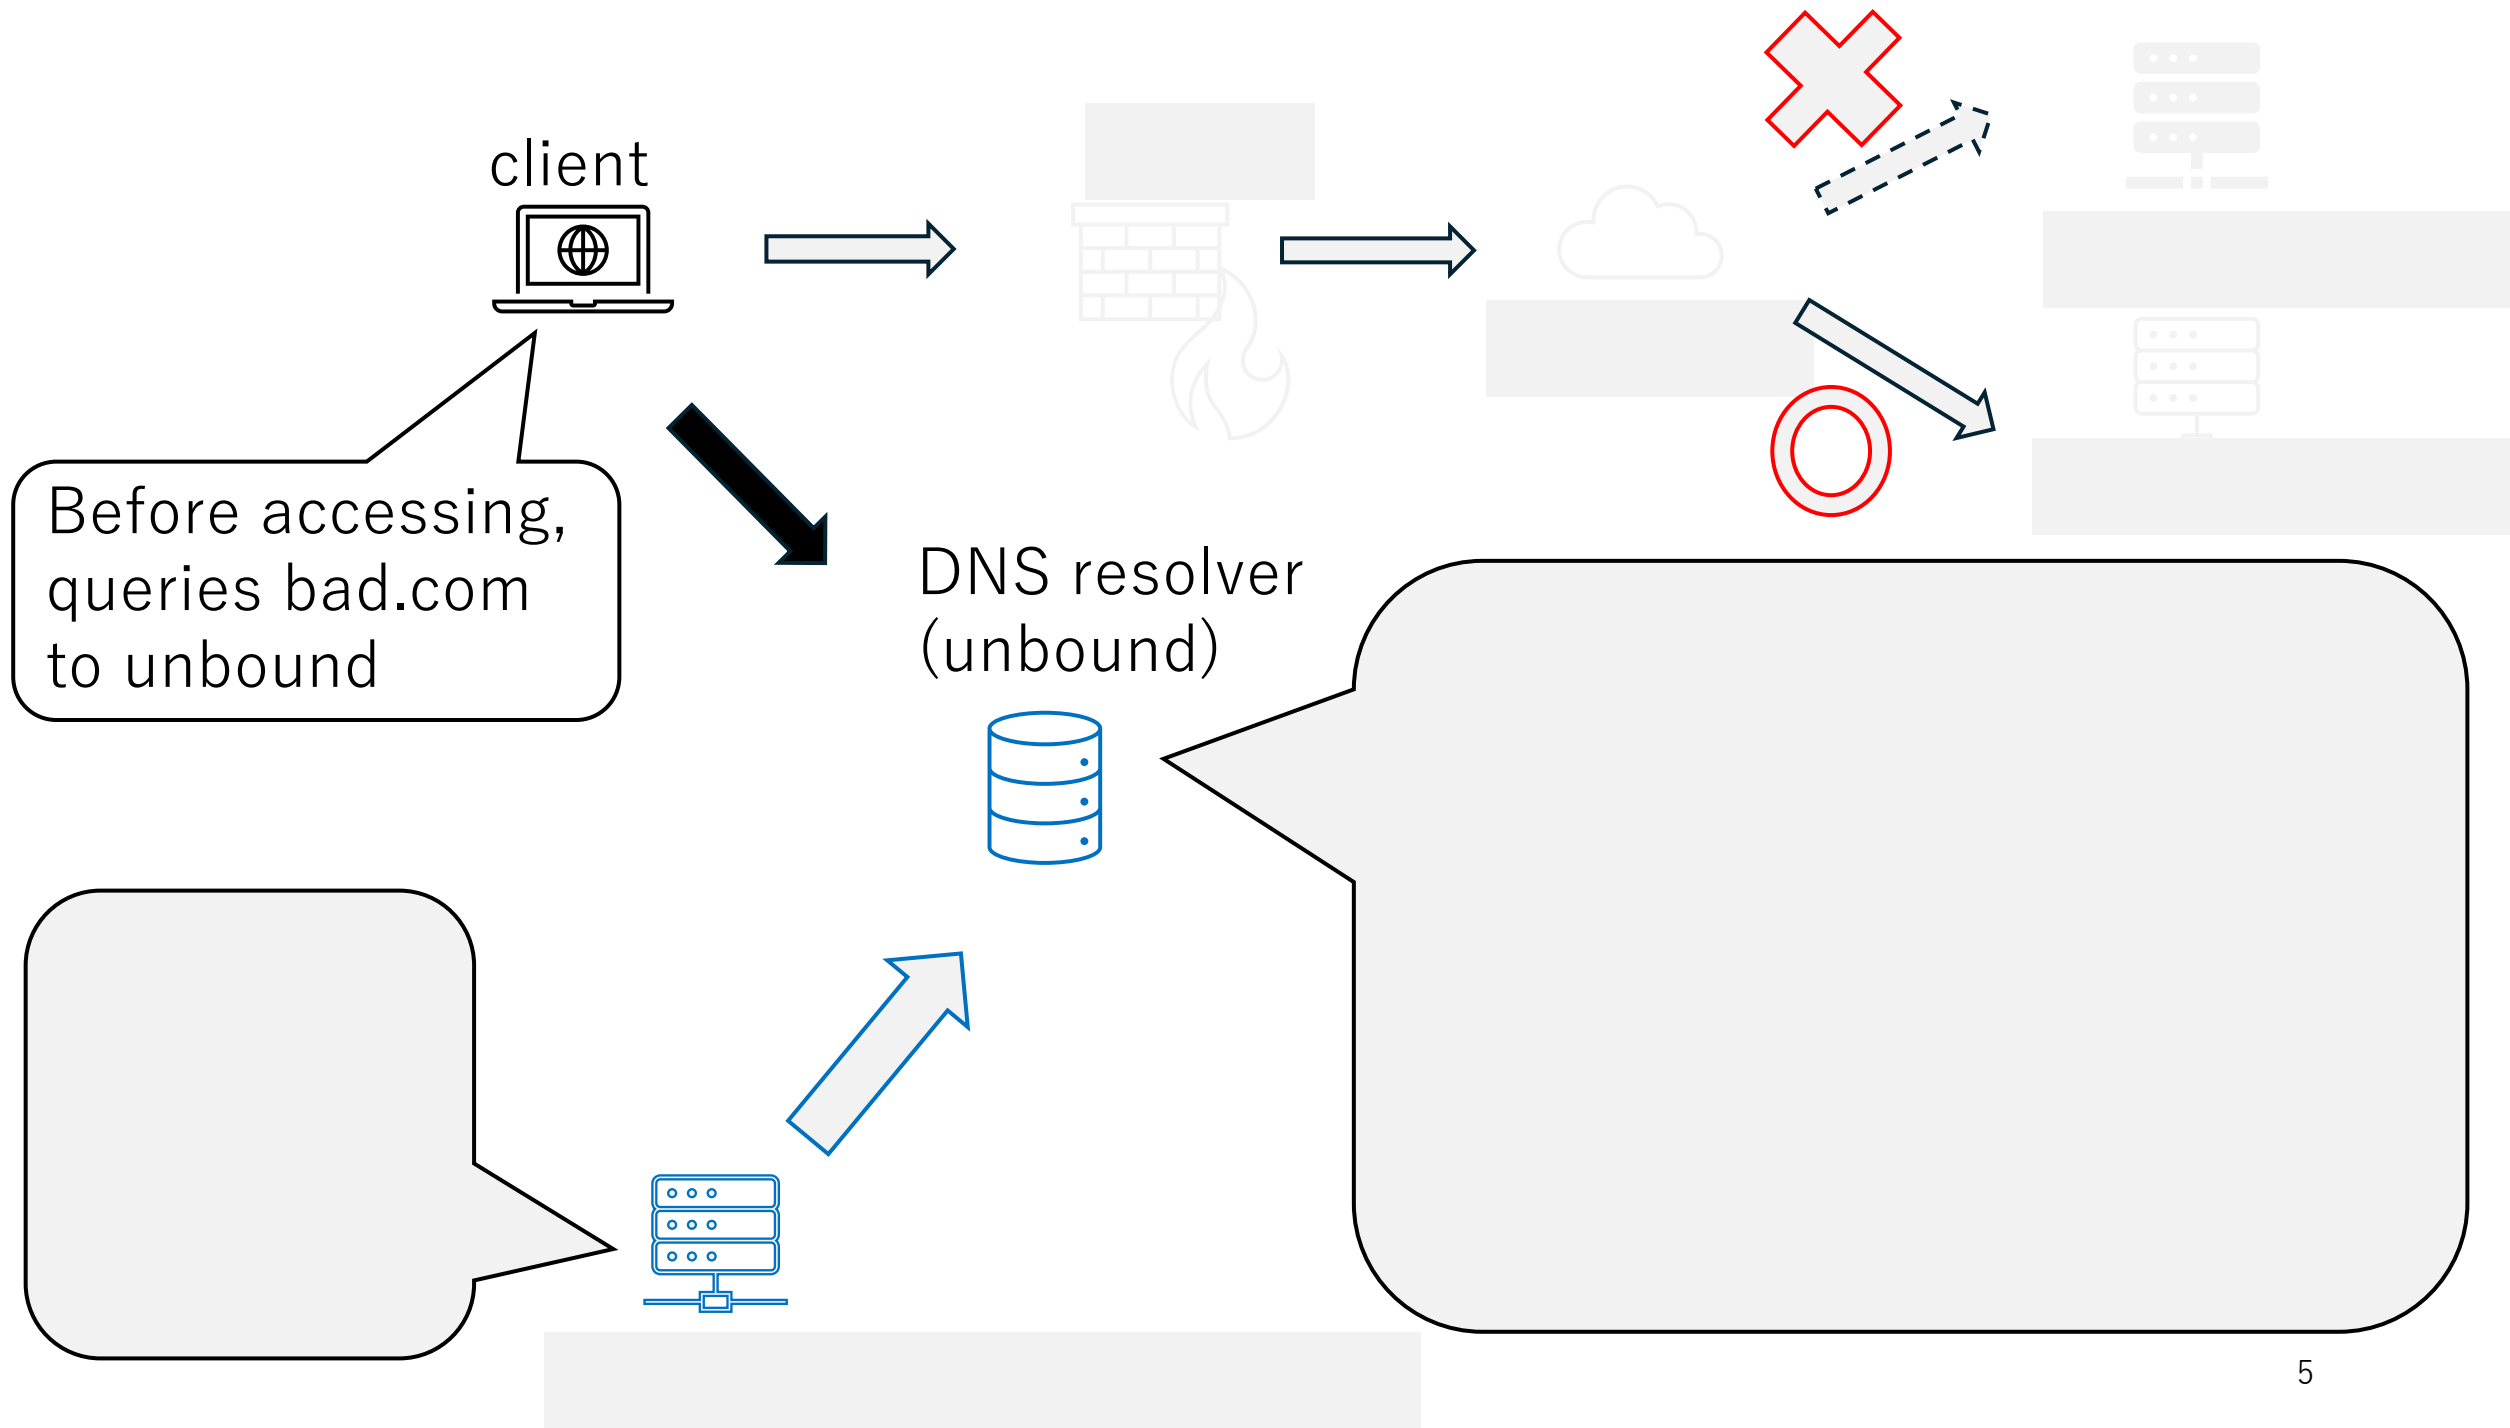 client
Before accessing,
queries bad.com
to unbound
DNS resolver
(unbound)
5